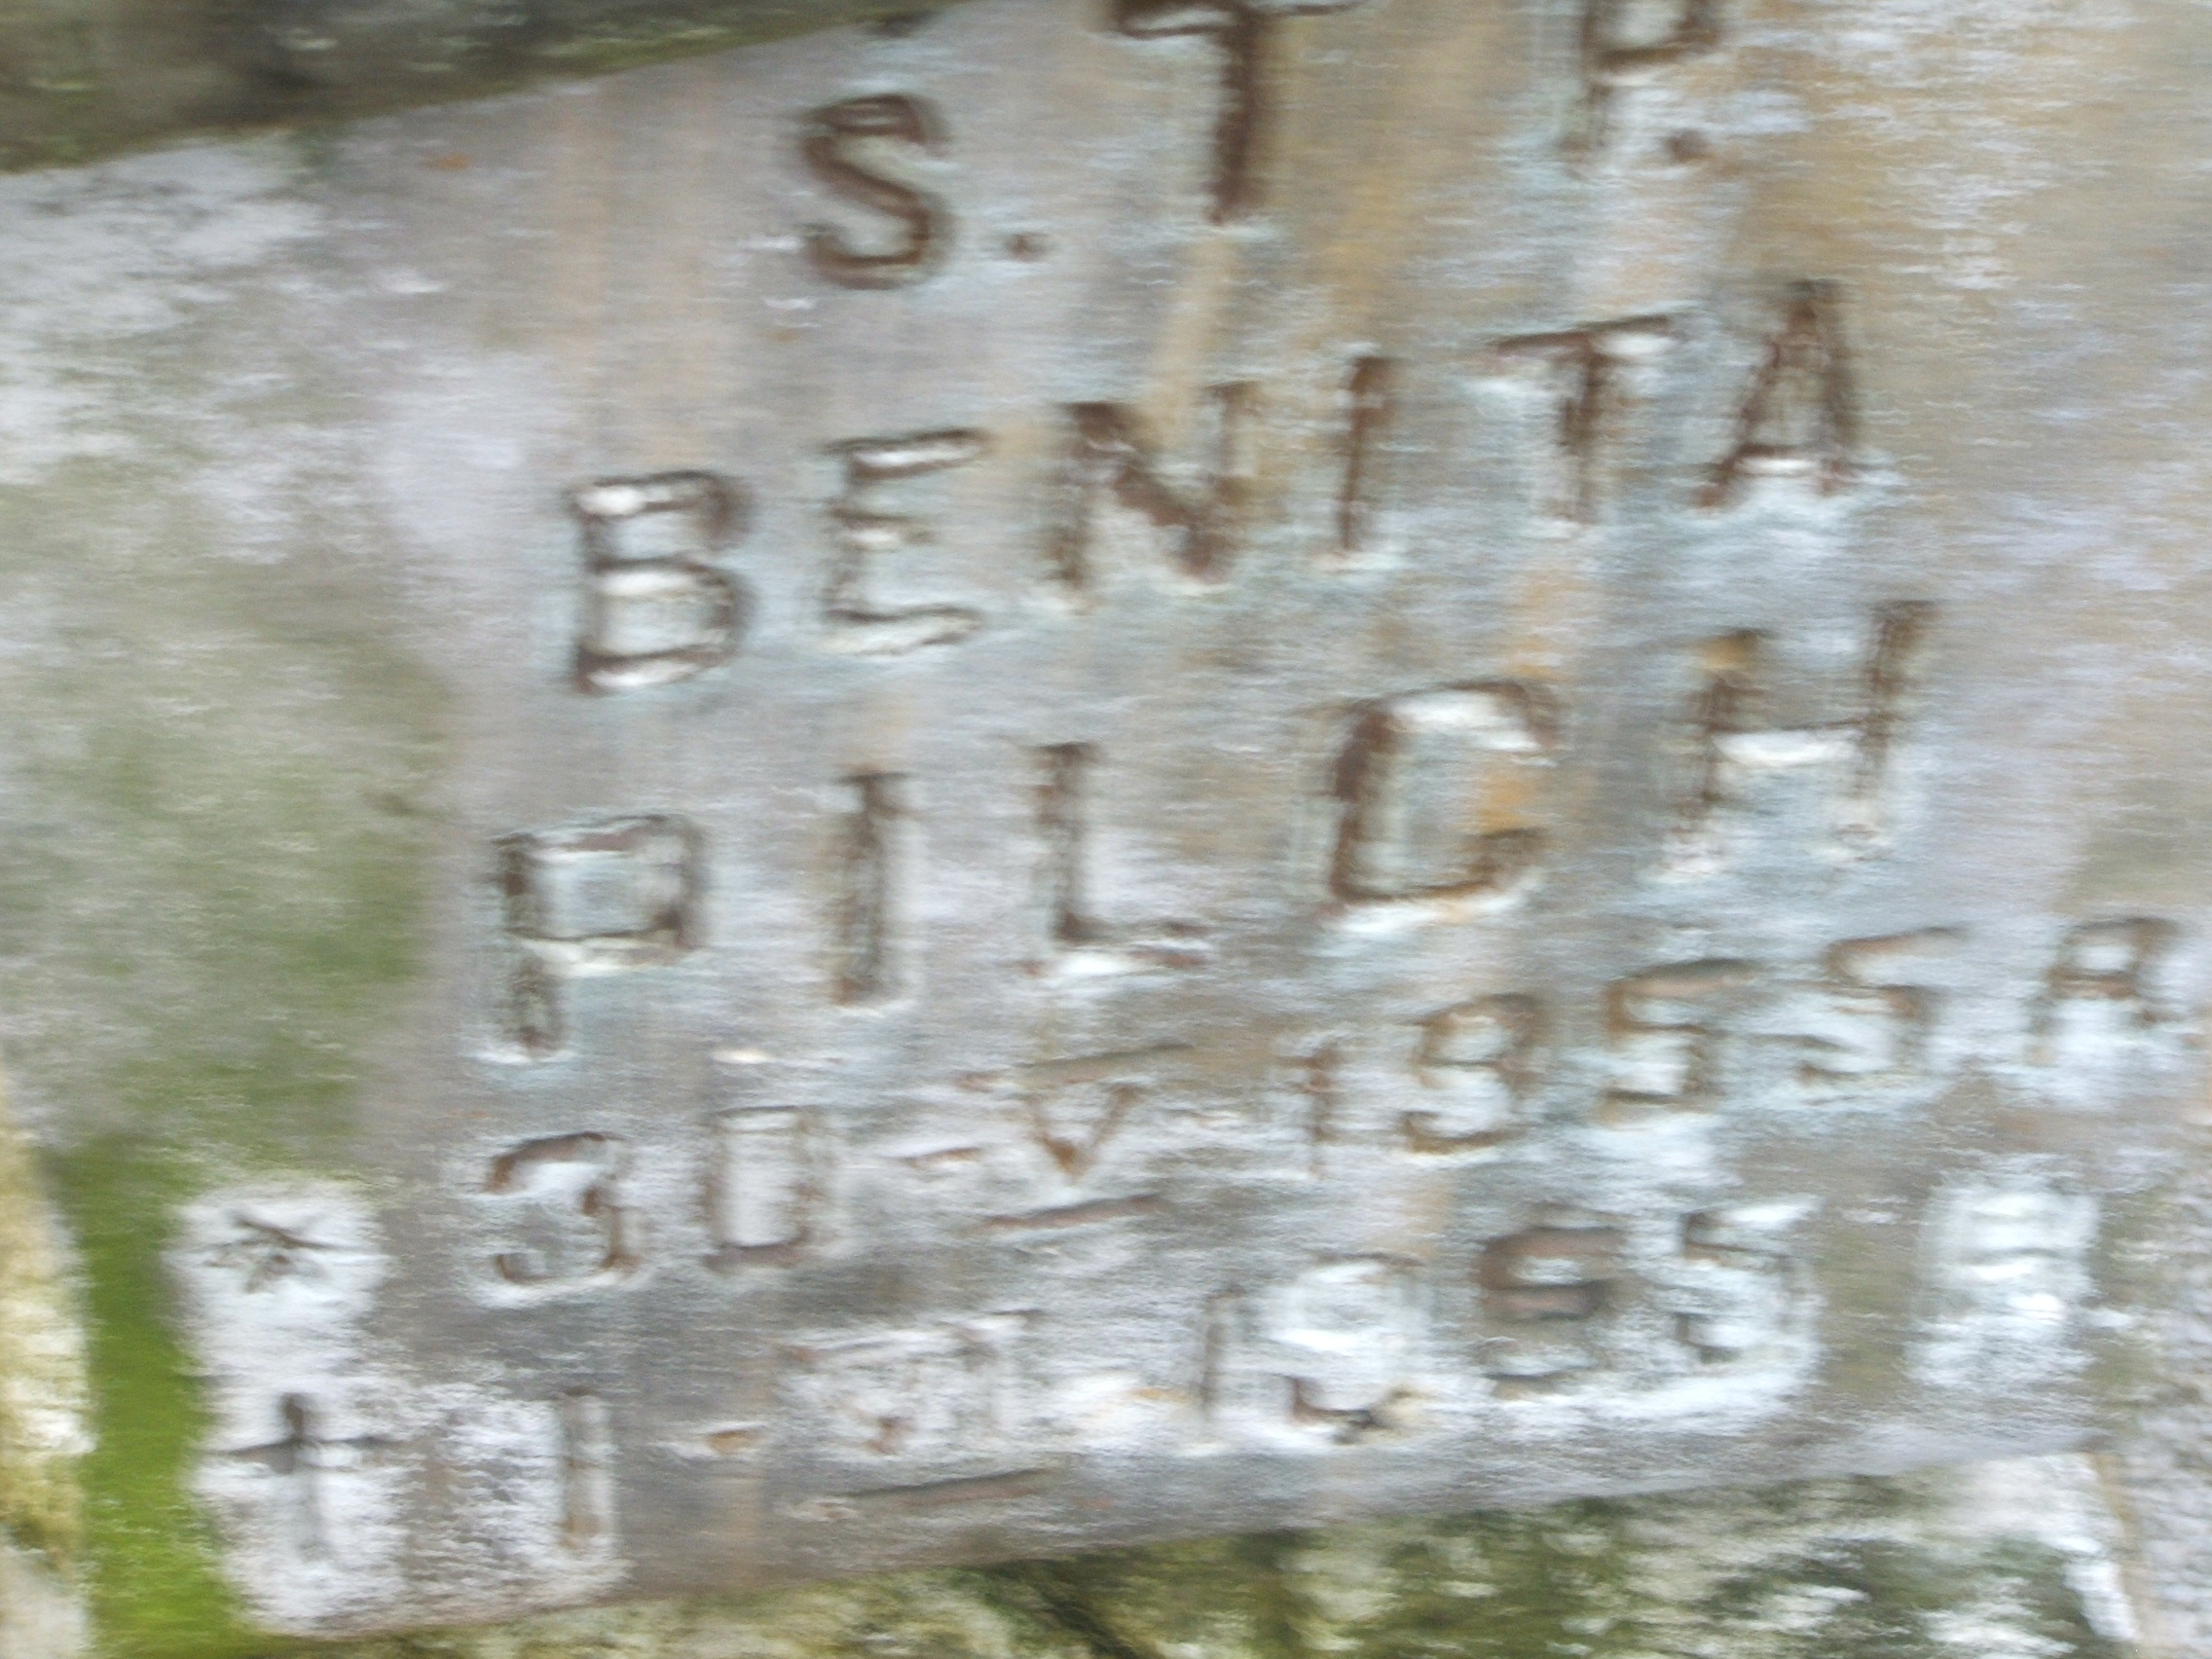 S.T P.
BENITA
PILCH
* 30-V-1955 R
† 1-VI-1955 R